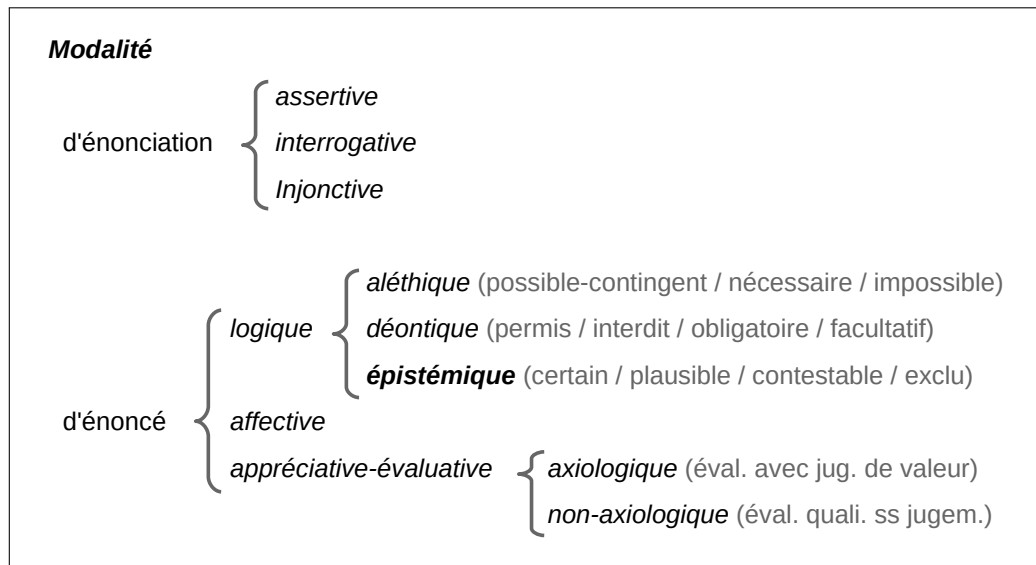 Modalité
assertive
d'énonciation
interrogative
Injonctive
aléthique (possible-contingent / nécessaire / impossible)
logique
déontique (permis / interdit / obligatoire / facultatif)
épistémique (certain / plausible / contestable / exclu)
d'énoncé
affective
appréciative-évaluative
axiologique (éval. avec jug. de valeur)
non-axiologique (éval. quali. ss jugem.)